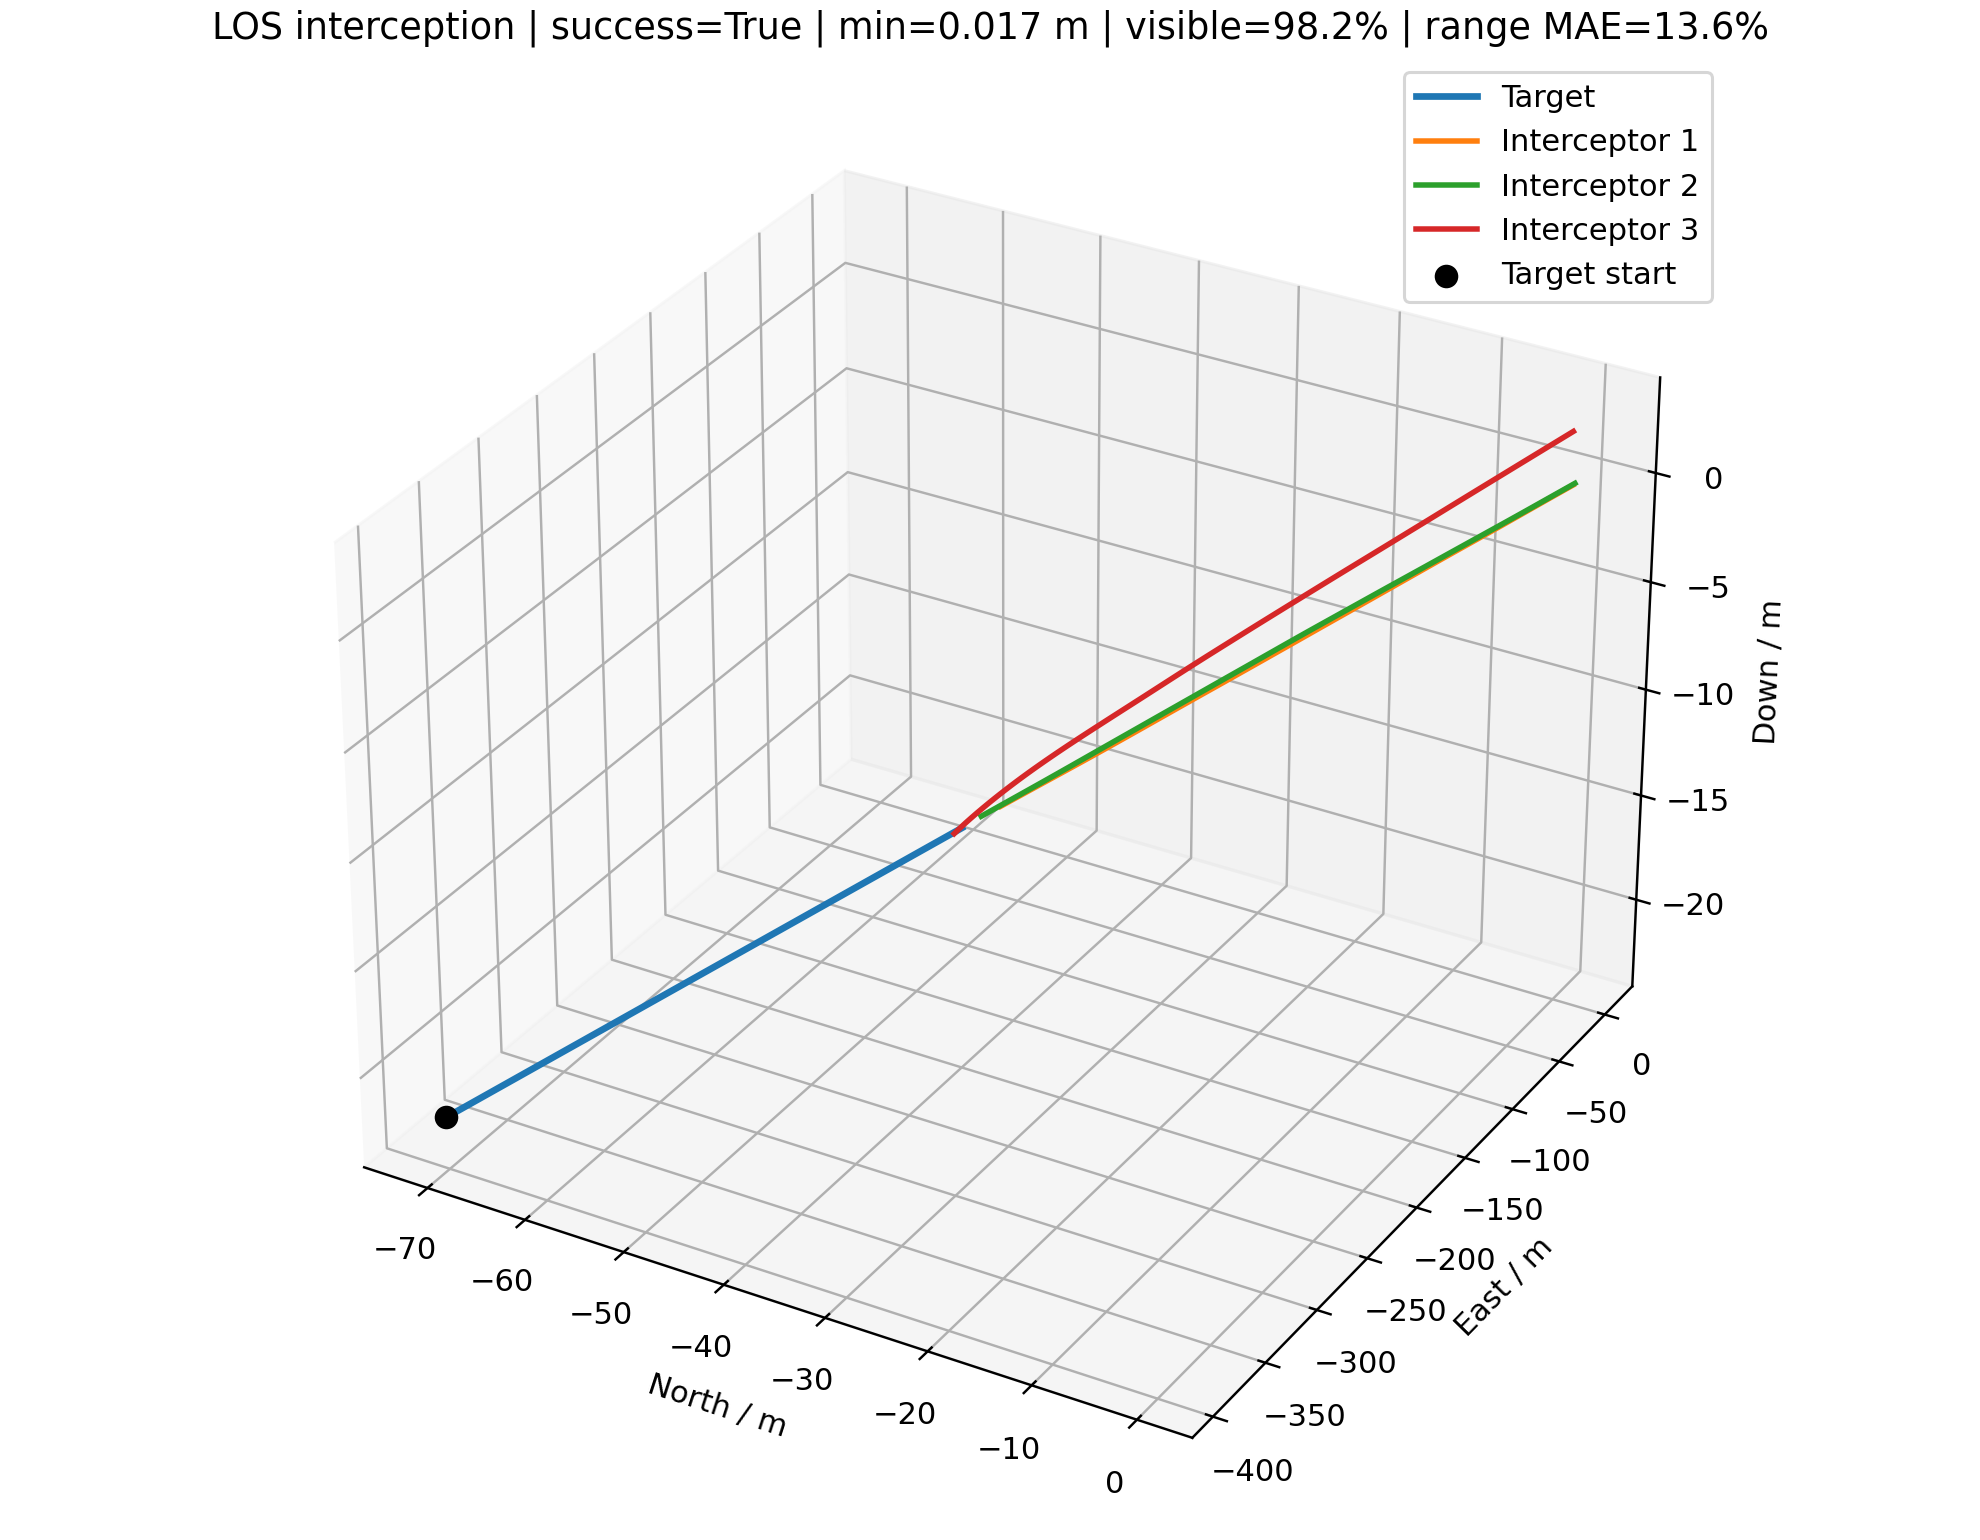 LOS interception | success=True | min=0.017 m | visible=98.2% | range MAE=13.6%
Target
Interceptor 1
Interceptor 2
Interceptor 3
Target start
0
−5
−10
−15
−20
Down / m
0
−50
−100
−150
−200
−250
−300
−350
−400
East / m
−70
−60
−50
−40
−30
−20
−10
0
North / m